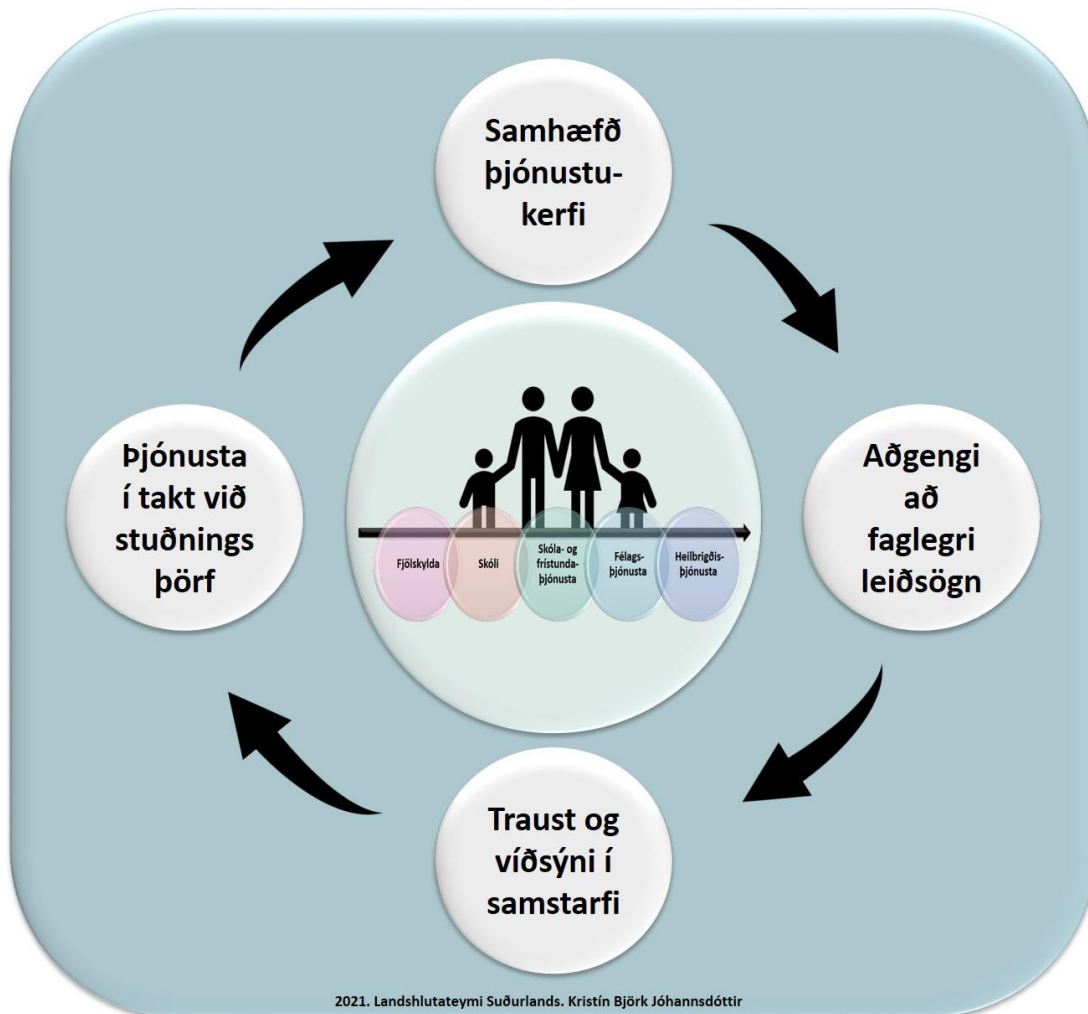 Samhæfð
þjónustu-
kerfi
Aðgengi
að
faglegri
leiðsögn
Traust og
víðsýni í
samstarfi
Þjónusta
í takt við
stuðnings
þörf
Fjölskylda
Skóli
Skóla- og
frístunda-
þjónusta
Félags-
þjónusta
Heilbrigðis-
þjónusta
2021. Landshlutateymi Suðurlands. Kristín Björk Jóhannsdóttir